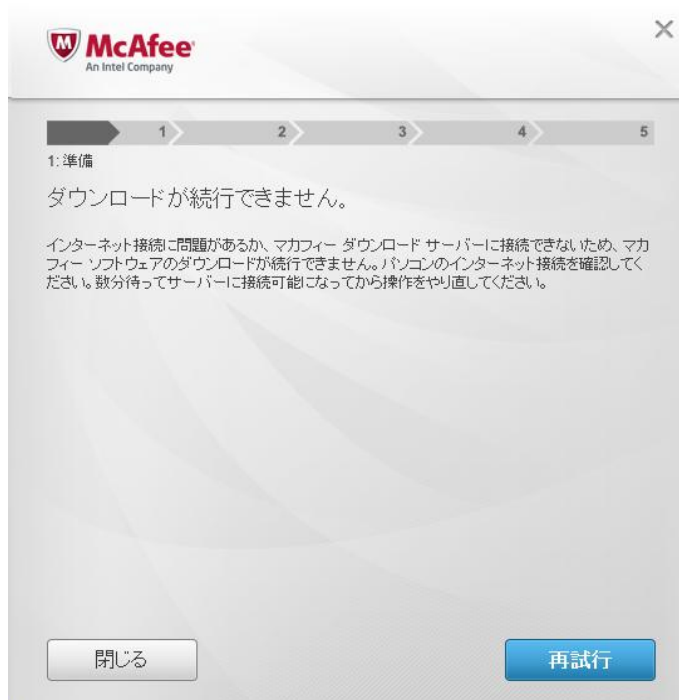 McAfee
An Intel Company
1 2 3 4 5
1: 準備
ダウンロードが続行できません。
インターネット接続に問題があるか、マカフィー ダウンロード サーバーに接続できないため、マカ
フィー ソフトウェアのダウンロードが続行できません。パソコンのインターネット接続を確認してく
ださい。数分待ってサーバーに接続可能になってから操作をやり直してください。
閉じる 再試行